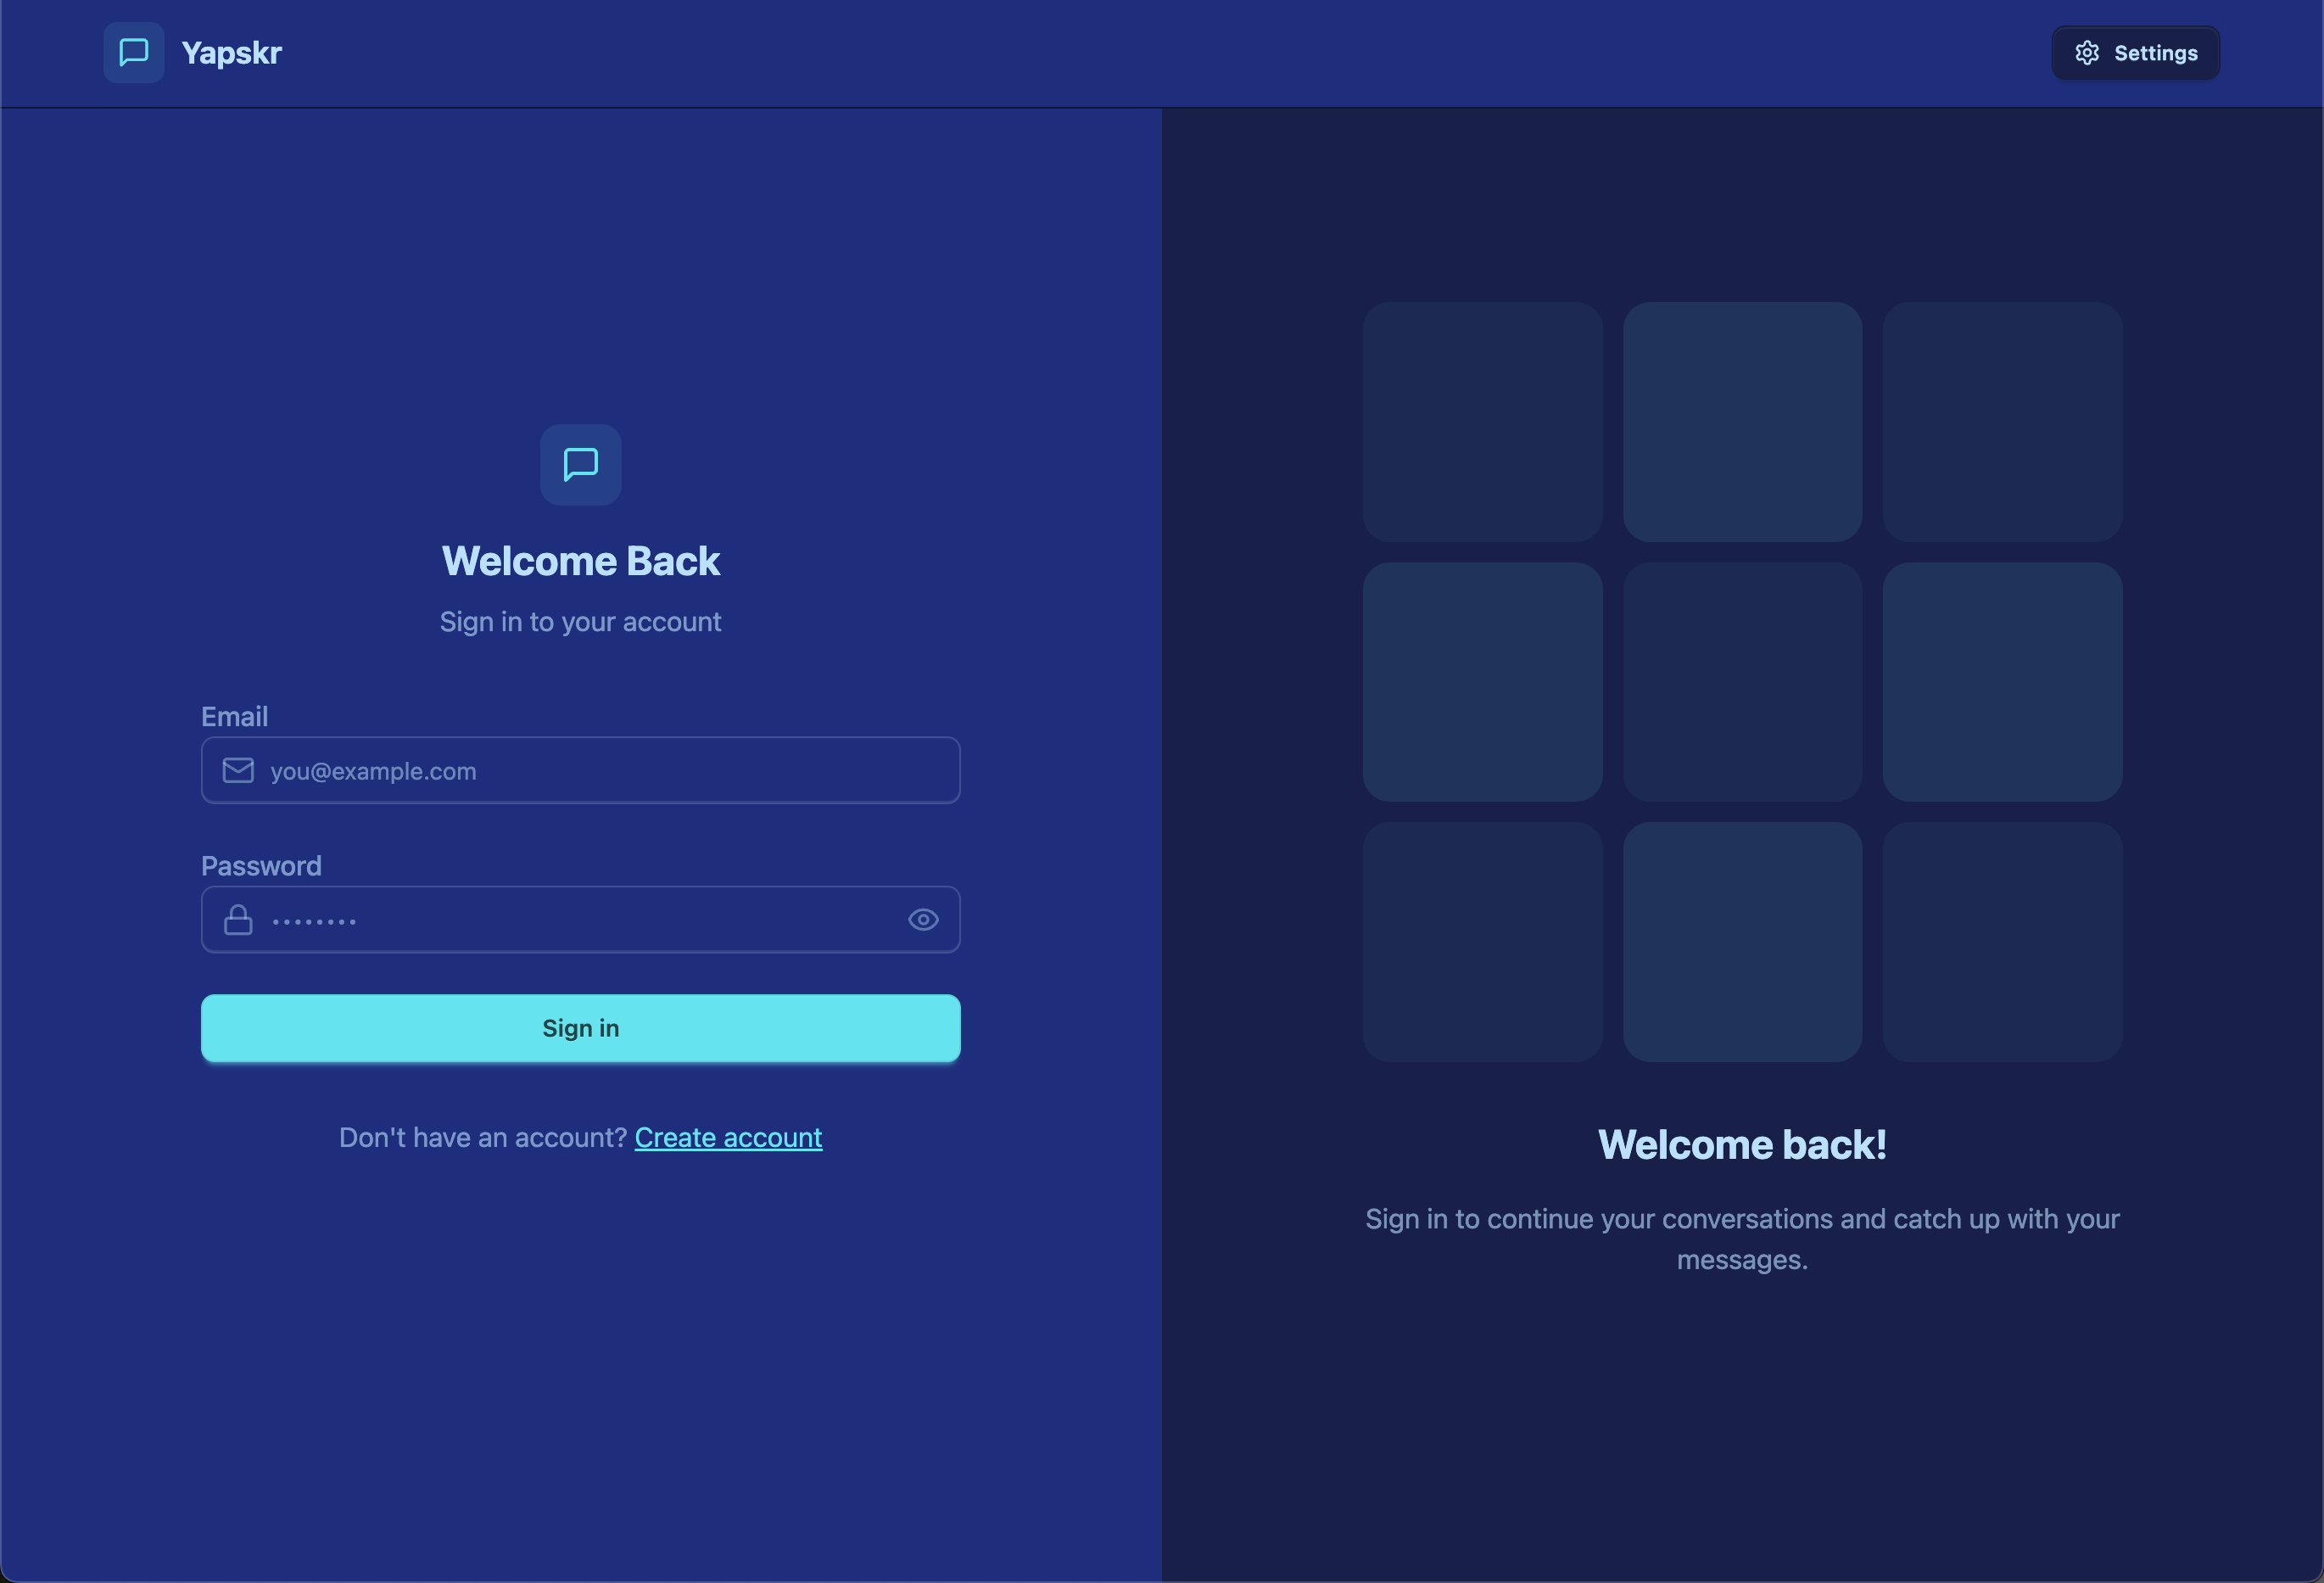 Yapskr
Settings
Welcome Back
Sign in to your account
Email
you@example.com
Password
••••••••
Sign in
Don't have an account? Create account
Welcome back!
Sign in to continue your conversations and catch up with your
messages.